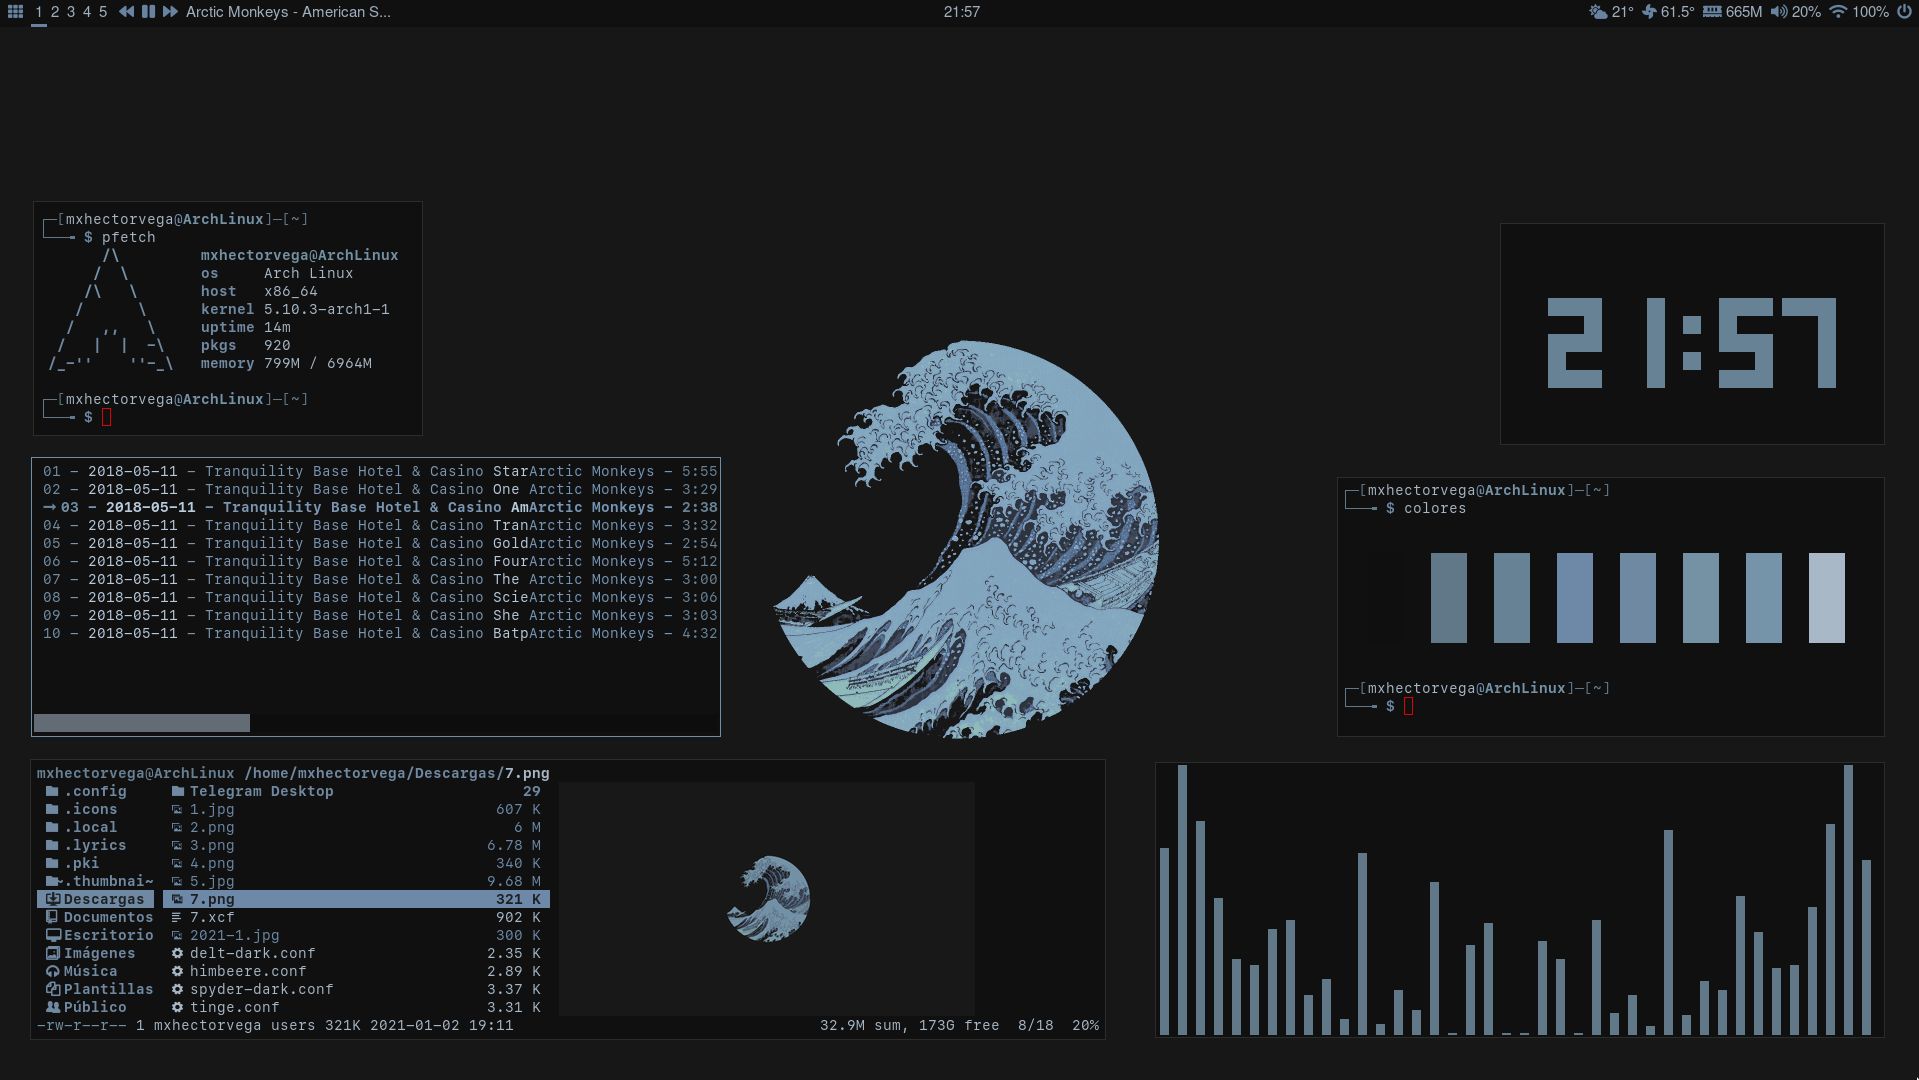 1 2 3 4 5 Arctic Monkeys - American S... 21:57 21° 61.5° 665M 20% 100%
┌─[mxhectorvega@ArchLinux]─[~]
└──╼ $ pfetch
/\ mxhectorvega@ArchLinux
/ \ os Arch Linux
/\ \ host x86_64
/ \ kernel 5.10.3-arch1-1
/ ,, \ uptime 14m
/ | | -\ pkgs 920
/_-'' ''-_\ memory 799M / 6964M
┌─[mxhectorvega@ArchLinux]─[~]
└──╼ $
21:57
01 - 2018-05-11 - Tranquility Base Hotel & Casino StarArctic Monkeys - 5:55
02 - 2018-05-11 - Tranquility Base Hotel & Casino One Arctic Monkeys - 3:29
→03 - 2018-05-11 - Tranquility Base Hotel & Casino AmArctic Monkeys - 2:38
04 - 2018-05-11 - Tranquility Base Hotel & Casino TranArctic Monkeys - 3:32
05 - 2018-05-11 - Tranquility Base Hotel & Casino GoldArctic Monkeys - 2:54
06 - 2018-05-11 - Tranquility Base Hotel & Casino FourArctic Monkeys - 5:12
07 - 2018-05-11 - Tranquility Base Hotel & Casino The Arctic Monkeys - 3:00
08 - 2018-05-11 - Tranquility Base Hotel & Casino ScieArctic Monkeys - 3:06
09 - 2018-05-11 - Tranquility Base Hotel & Casino She Arctic Monkeys - 3:03
10 - 2018-05-11 - Tranquility Base Hotel & Casino BatpArctic Monkeys - 4:32
┌─[mxhectorvega@ArchLinux]─[~]
└──╼ $ colores
┌─[mxhectorvega@ArchLinux]─[~]
└──╼ $
mxhectorvega@ArchLinux /home/mxhectorvega/Descargas/7.png
.config Telegram Desktop 29
.icons 1.jpg 607 K
.local 2.png 6 M
.lyrics 3.png 6.78 M
.pki 4.png 340 K
~.thumbnai~ 5.jpg 9.68 M
Descargas 7.png 321 K
Documentos 7.xcf 902 K
Escritorio 2021-1.jpg 300 K
Imágenes delt-dark.conf 2.35 K
Música himbeere.conf 2.89 K
Plantillas spyder-dark.conf 3.37 K
Público tinge.conf 3.31 K
-rw-r--r-- 1 mxhectorvega users 321K 2021-01-02 19:11 32.9M sum, 173G free 8/18 20%